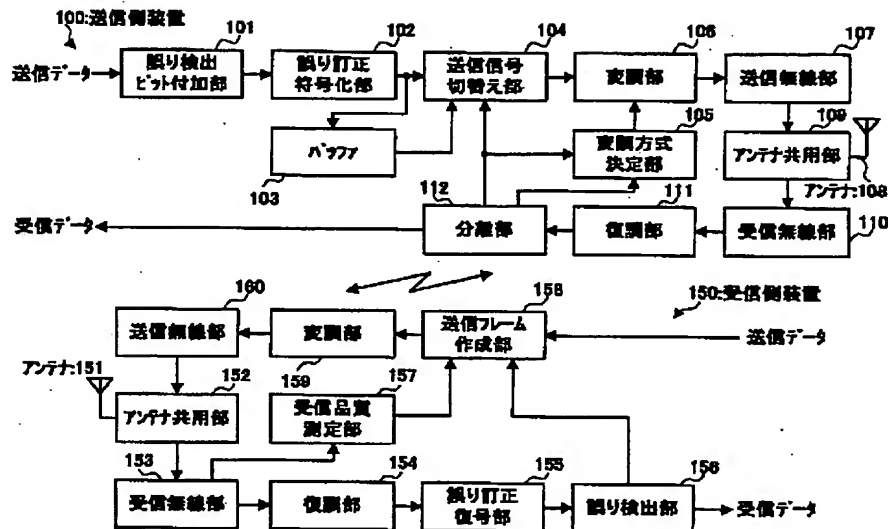 100:送信側装置
101
102
104
106
107
送信データ
誤り検出
ビット付加部
誤り訂正
符号化部
送信信号
切替え部
変調部
送信無線部
105
109
バッファ
変調方式
決定部
アンテナ共用部
103
112
111
アンテナ:108
受信データ
分離部
復調部
受信無線部
110
160
158
150:受信側装置
送信無線部
変調部
送信フレーム
作成部
送信データ
アンテナ:151
152
159
157
アンテナ共用部
受信品質
測定部
153
154
155
156
受信無線部
復調部
誤り訂正
復号部
誤り検出部
受信データ